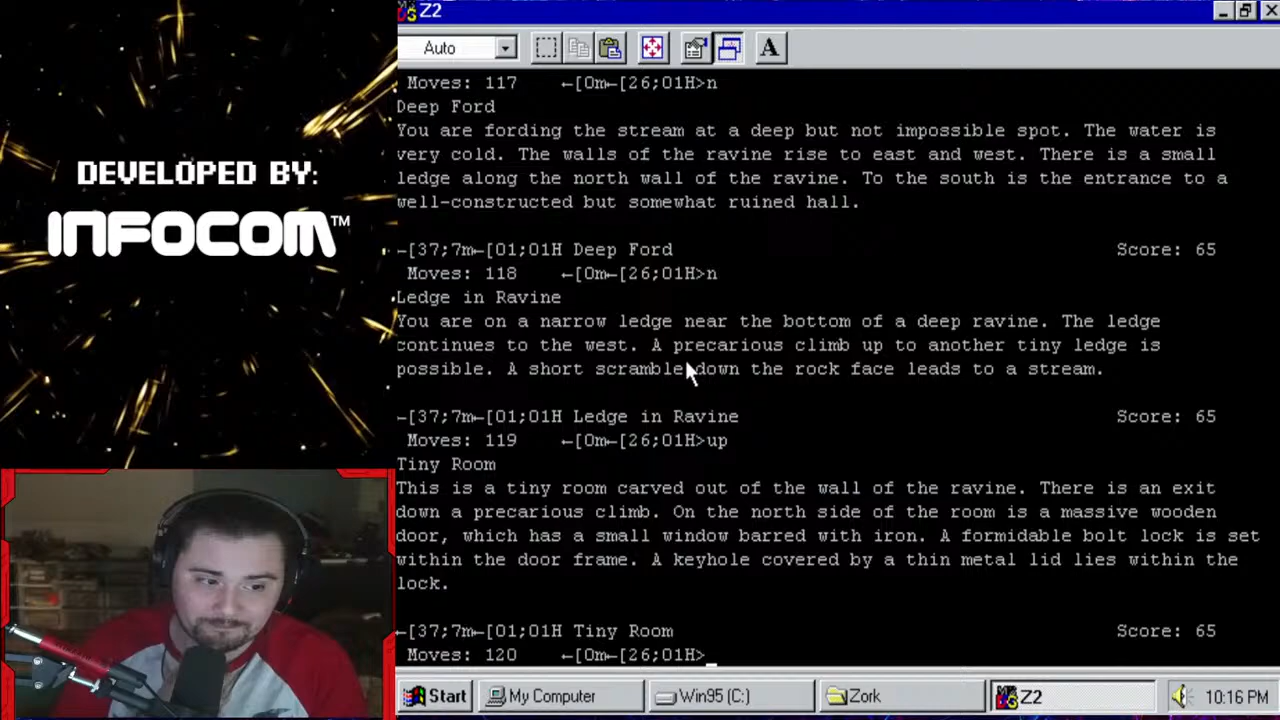 DEVELOPED BY:
INFOCOM™
Z2
Auto
A
Moves: 117 ←[0m←[26;01H>n
Deep Ford
You are fording the stream at a deep but not impossible spot. The water is
very cold. The walls of the ravine rise to east and west. There is a small
ledge along the north wall of the ravine. To the south is the entrance to a
well-constructed but somewhat ruined hall.
←[37;7m←[01;01H Deep Ford Score: 65
Moves: 118 ←[0m←[26;01H>n
Ledge in Ravine
You are on a narrow ledge near the bottom of a deep ravine. The ledge
continues to the west. A precarious climb up to another tiny ledge is
possible. A short scramble down the rock face leads to a stream.
←[37;7m←[01;01H Ledge in Ravine Score: 65
Moves: 119 ←[0m←[26;01H>up
Tiny Room
This is a tiny room carved out of the wall of the ravine. There is an exit
down a precarious climb. On the north side of the room is a massive wooden
door, which has a small window barred with iron. A formidable bolt lock is set
within the door frame. A keyhole covered by a thin metal lid lies within the
lock.
←[37;7m←[01;01H Tiny Room Score: 65
Moves: 120 ←[0m←[26;01H>_
Start My Computer Win95 (C:) Zork Z2 10:16 PM